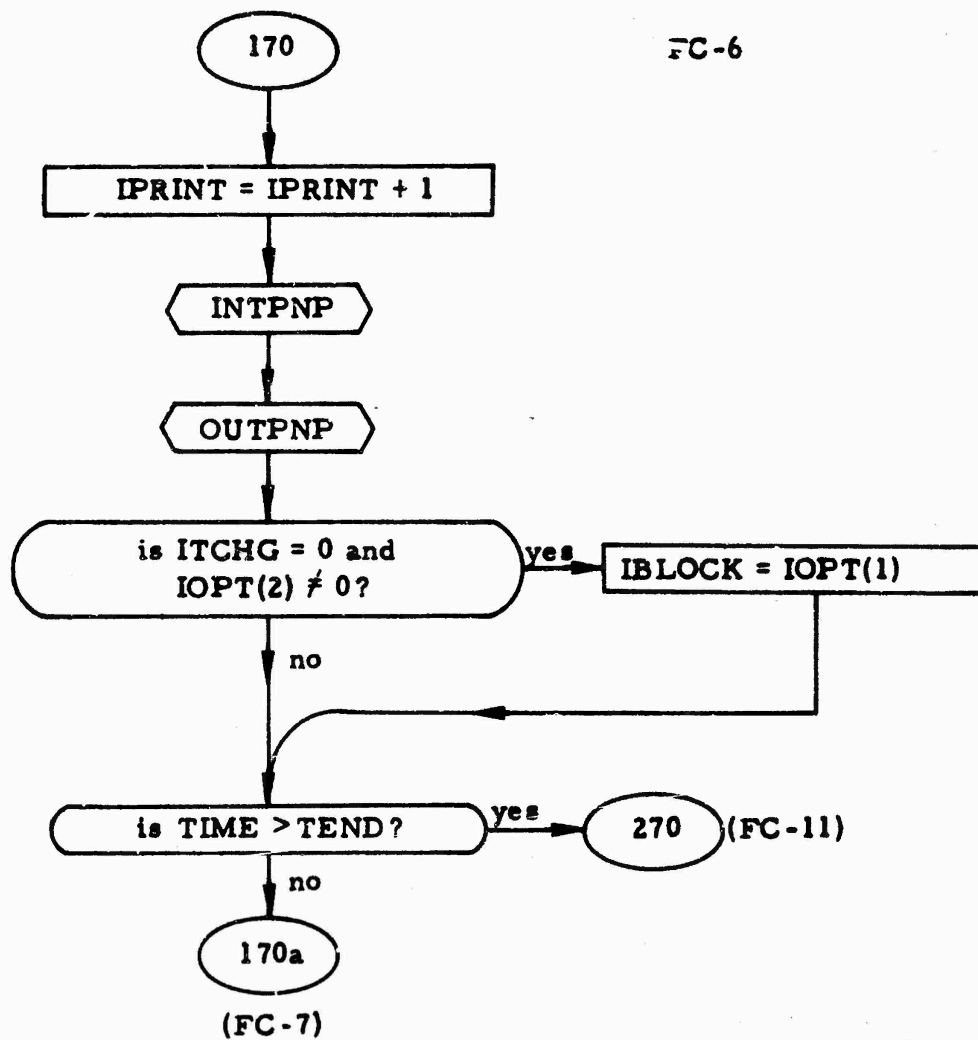 170
FC-6
IPRINT = IPRINT + 1
INTPNP
OUTPNP
is ITCHG = 0 and
IOPT(2) ≠ 0?
yes
IBLOCK = IOPT(1)
no
is TIME > TEND?
yes
270
(FC-11)
no
170a
(FC-7)